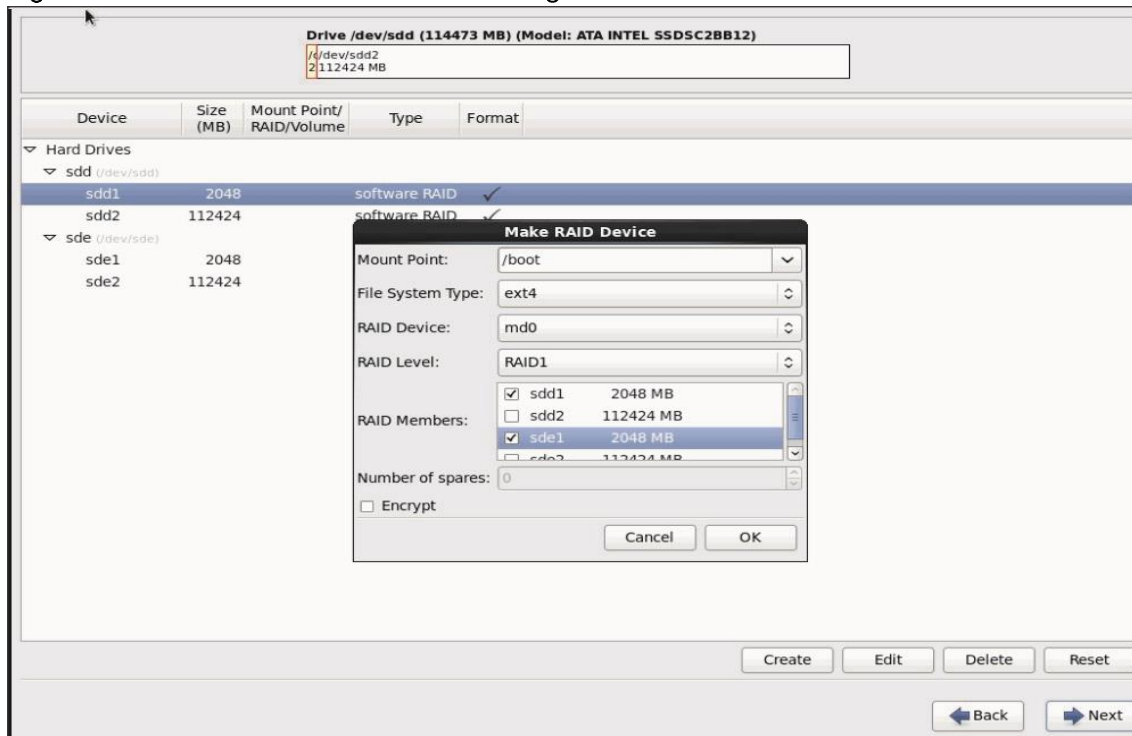 Drive /dev/sdd (114473 MB) (Model: ATA INTEL SSDSC2BB12)
/dev/sdd2
2 112424 MB
Device Size (MB) Mount Point/ RAID/Volume Type Format
Hard Drives
sdd (/dev/sdd)
sdd1 2048 software RAID ✓
sdd2 112424 software RAID ✓
sde (/dev/sde)
sde1 2048
sde2 112424
Make RAID Device
Mount Point: /boot
File System Type: ext4
RAID Device: md0
RAID Level: RAID1
RAID Members:
sdd1 2048 MB
sdd2 112424 MB
sde1 2048 MB
sde2 112424 MB
Number of spares: 0
Encrypt
Cancel OK
Create Edit Delete Reset
Back Next